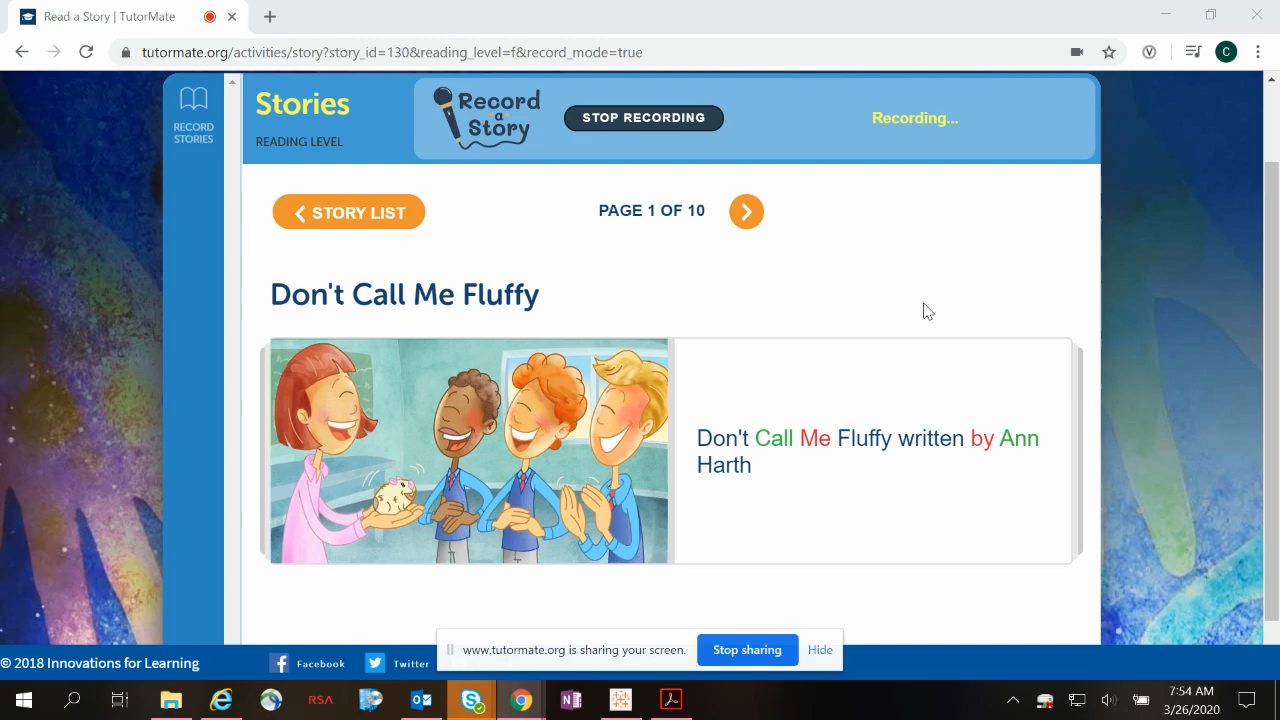 Read a Story | TutorMate
tutormate.org/activities/story?story_id=130&reading_level=f&record_mode=true
C
RECORD
STORIES
Stories
READING LEVEL
Record
a
Story
STOP RECORDING
Recording...
STORY LIST
PAGE 1 OF 10
Don't Call Me Fluffy
Don't Call Me Fluffy written by Ann
Harth
www.tutormate.org is sharing your screen.
Stop sharing
Hide
© 2018 Innovations for Learning
Facebook
Twitter
RSA
7:54 AM
3/26/2020